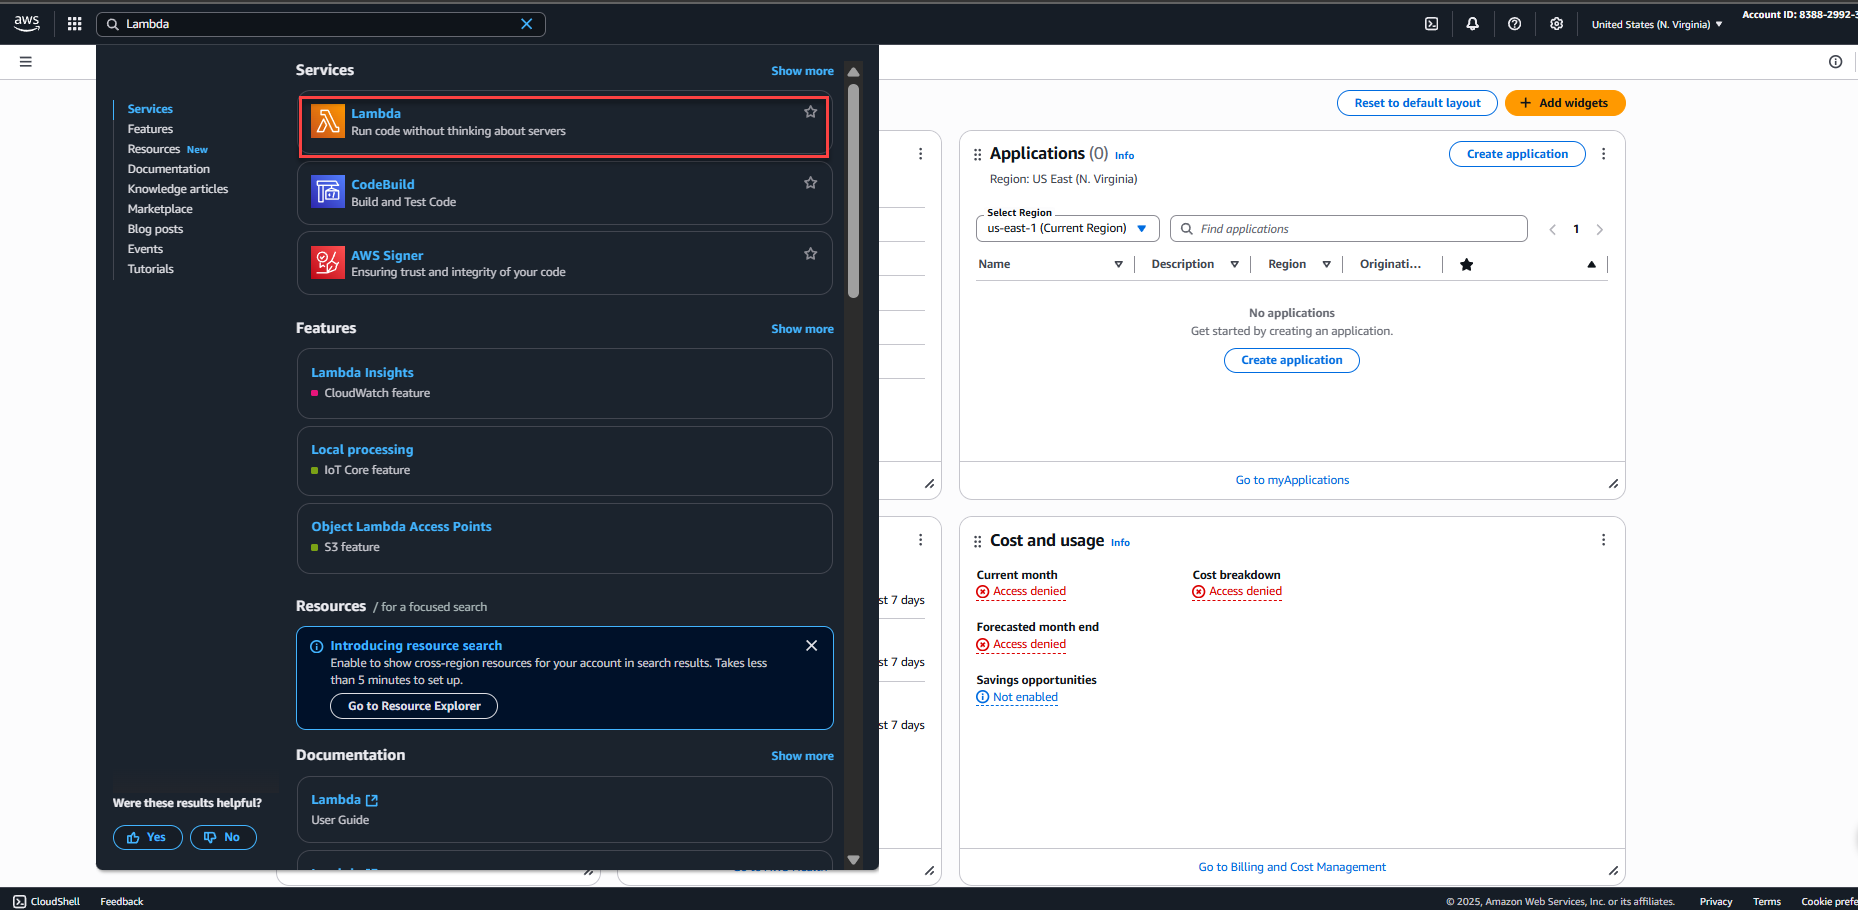 aws
Lambda
United States (N. Virginia)
Account ID: 8388-2992-
Services
Features
Resources New
Documentation
Knowledge articles
Marketplace
Blog posts
Events
Tutorials
Were these results helpful?
Yes
No
Services
Show more
Lambda
Run code without thinking about servers
CodeBuild
Build and Test Code
AWS Signer
Ensuring trust and integrity of your code
Features
Show more
Lambda Insights
CloudWatch feature
Local processing
IoT Core feature
Object Lambda Access Points
S3 feature
Resources / for a focused search
Introducing resource search
Enable to show cross-region resources for your account in search results. Takes less
than 5 minutes to set up.
Go to Resource Explorer
Documentation
Show more
Lambda
User Guide
st 7 days
st 7 days
st 7 days
Reset to default layout
Add widgets
Applications (0) Info
Create application
Region: US East (N. Virginia)
Select Region
us-east-1 (Current Region)
Find applications
1
Name
Description
Region
Originati...
No applications
Get started by creating an application.
Create application
Go to myApplications
Cost and usage Info
Current month
Access denied
Cost breakdown
Access denied
Forecasted month end
Access denied
Savings opportunities
Not enabled
Go to Billing and Cost Management
CloudShell
Feedback
© 2025, Amazon Web Services, Inc. or its affiliates.
Privacy
Terms
Cookie prefe